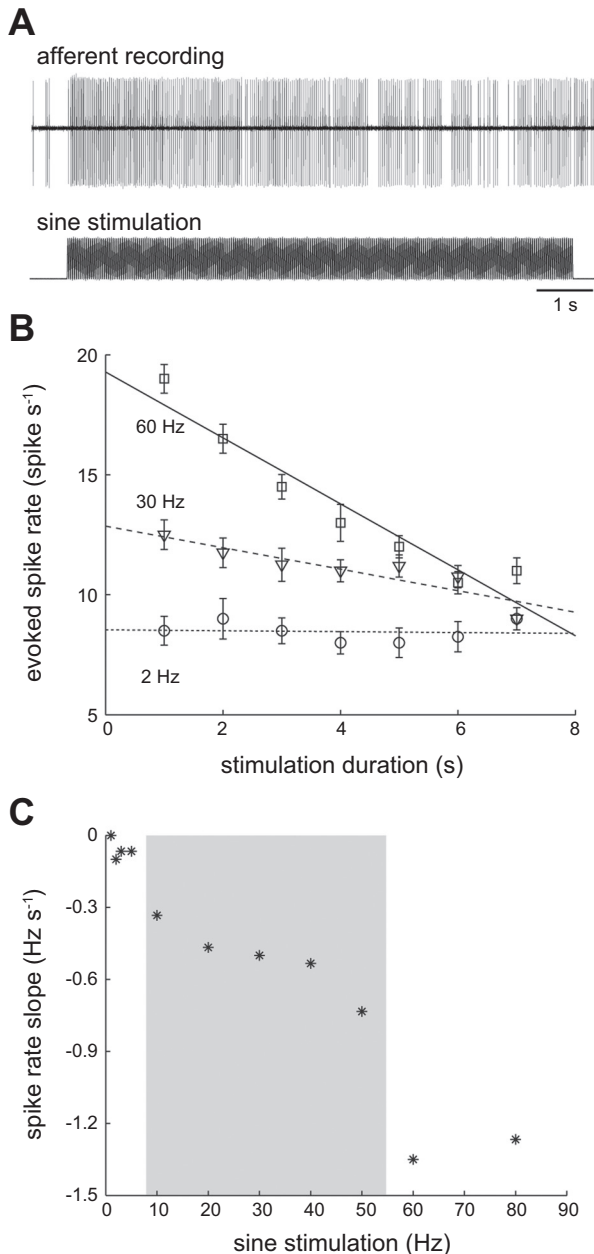 A
afferent recording
sine stimulation
1 s
B
evoked spike rate (spike s⁻¹)
20
15
10
5
60 Hz
30 Hz
2 Hz
0 2 4 6 8
stimulation duration (s)
C
spike rate slope (Hz s⁻¹)
0
-0.3
-0.6
-0.9
-1.2
-1.5
0 10 20 30 40 50 60 70 80 90
sine stimulation (Hz)